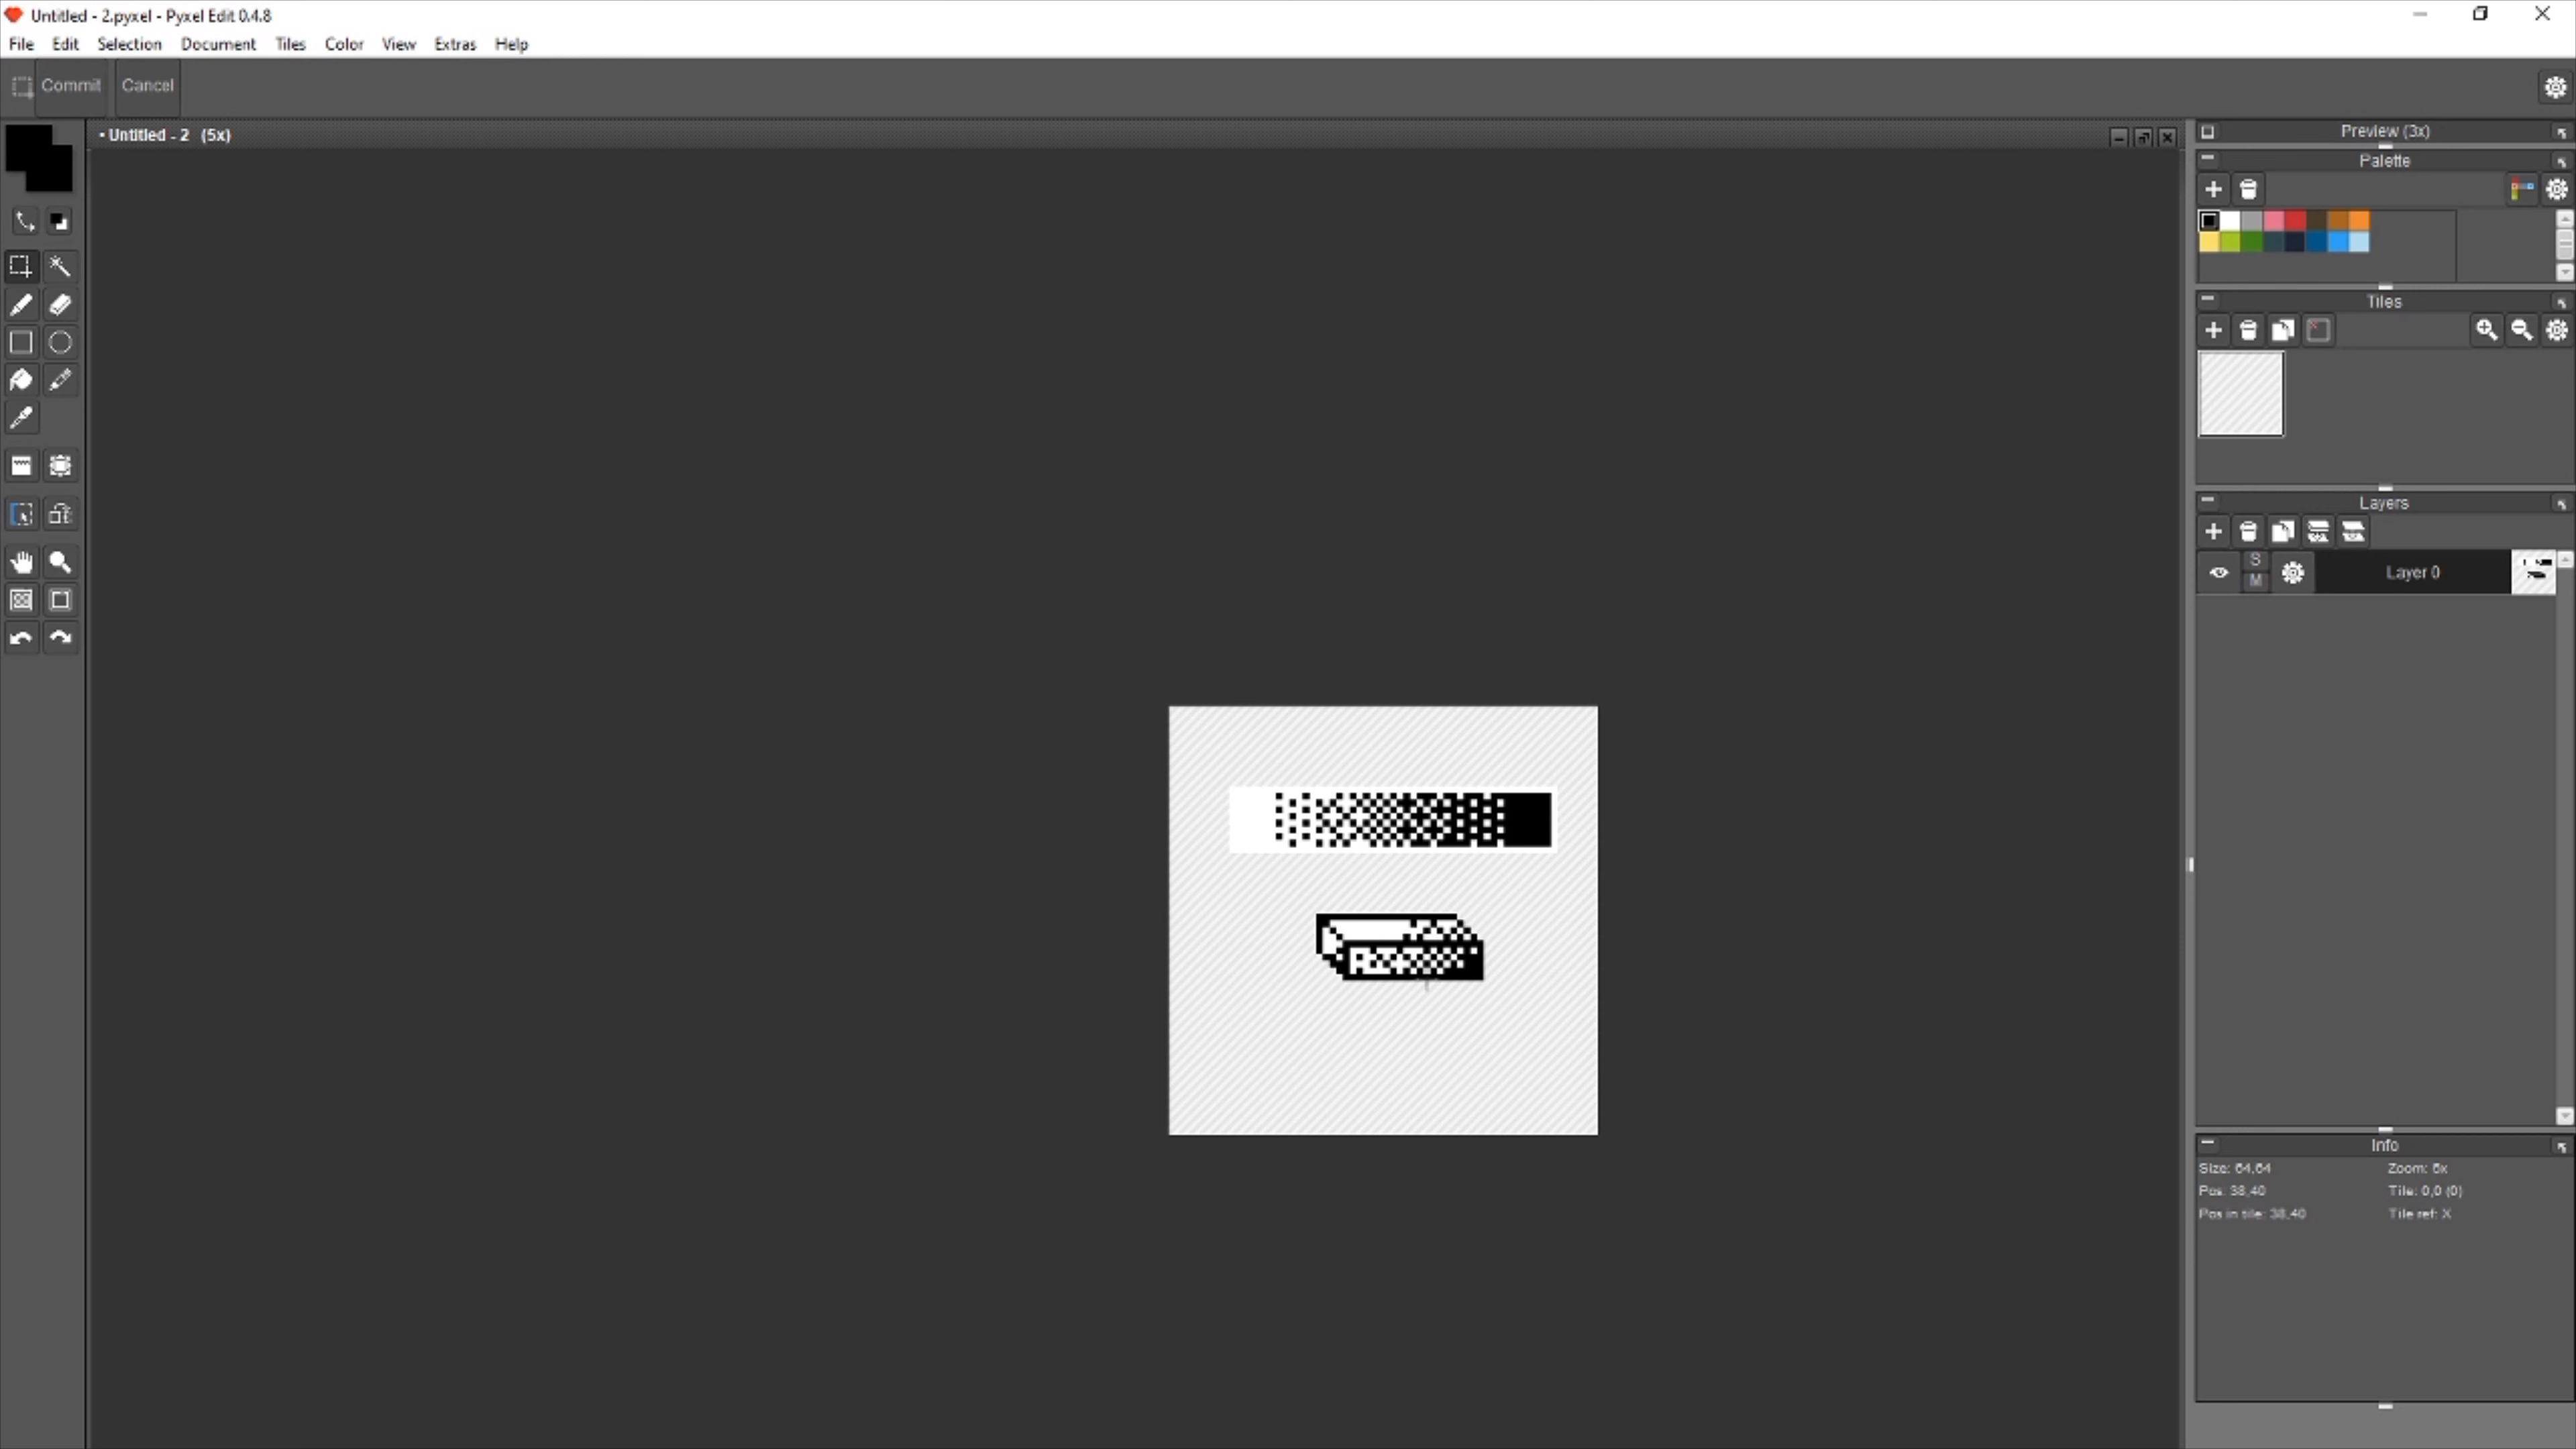 Untitled - 2.pyxel - Pyxel Edit 0.4.8
File Edit Selection Document Tiles Color View Extras Help
Commit Cancel
• Untitled - 2 (5x)
Preview (3x)
Palette
Tiles
Layers
S
M
Layer 0
Info
Size: 64,64 Zoom: 5x
Pos: 38,40 Tile: 0,0 (0)
Pos in tile: 38,40 Tile ref: X